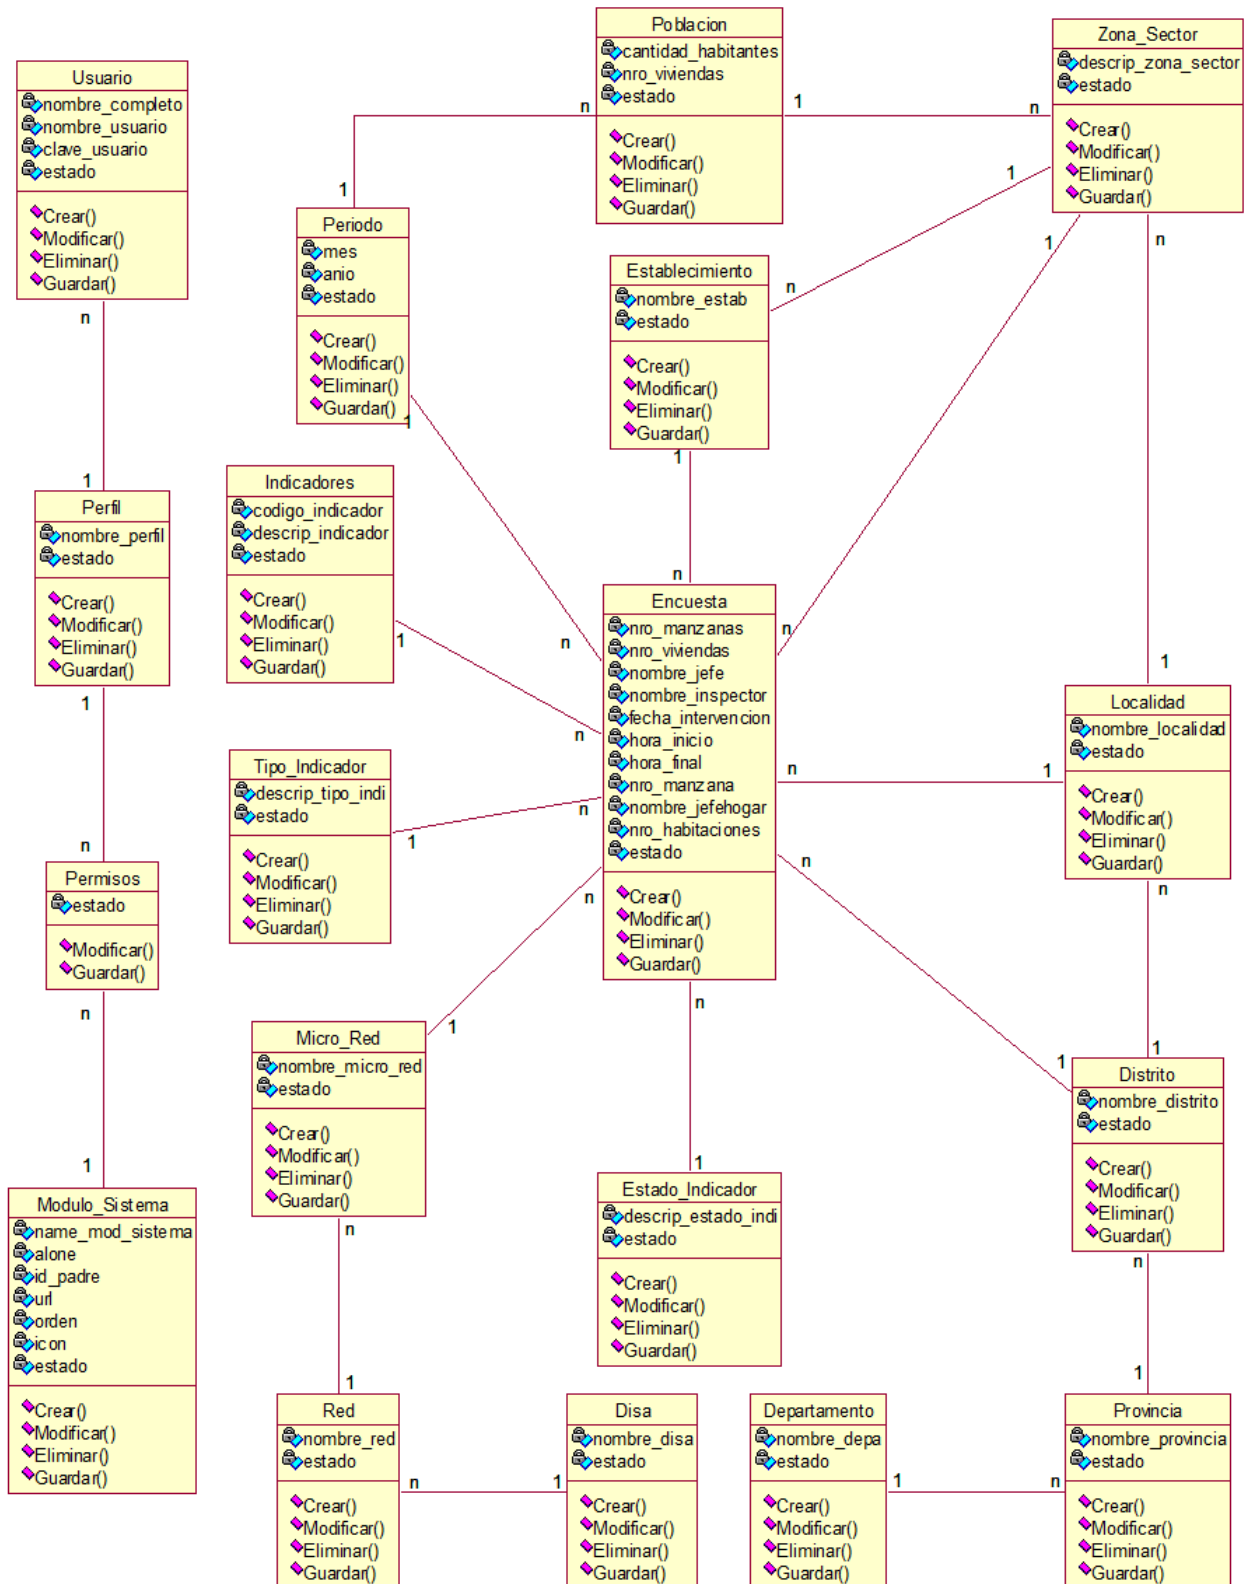 Poblacion
cantidad_habitantes
nro_viviendas
estado
Crear()
Modificar()
Eliminar()
Guardar()
Zona_Sector
descrip_zona_sector
estado
Crear()
Modificar()
Eliminar()
Guardar()
Usuario
nombre_completo
nombre_usuario
clave_usuario
estado
Crear()
Modificar()
Eliminar()
Guardar()
n
1
n
1
1
n
1
Periodo
mes
anio
estado
Crear()
Modificar()
Eliminar()
Guardar()
1
Establecimiento
nombre_estab
estado
Crear()
Modificar()
Eliminar()
Guardar()
1
n
n
n
1
Perfil
nombre_perfil
estado
Crear()
Modificar()
Eliminar()
Guardar()
1
Indicadores
codigo_indicador
descrip_indicador
estado
Crear()
Modificar()
Eliminar()
Guardar()
1
n
n
n
n
Encuesta
nro_manzanas
nro_viviendas
nombre_jefe
nombre_inspector
fecha_intervencion
hora_inicio
hora_final
nro_manzana
nombre_jefehogar
nro_habitaciones
estado
Crear()
Modificar()
Eliminar()
Guardar()
1
Localidad
nombre_localidad
estado
Crear()
Modificar()
Eliminar()
Guardar()
n
1
n
Tipo_Indicador
descrip_tipo_indi
estado
Crear()
Modificar()
Eliminar()
Guardar()
1
n
n
n
n
Permisos
estado
Modificar()
Guardar()
n
1
Micro_Red
nombre_micro_red
estado
Crear()
Modificar()
Eliminar()
Guardar()
n
1
n
1
1
1
Distrito
nombre_distrito
estado
Crear()
Modificar()
Eliminar()
Guardar()
n
Modulo_Sistema
name_mod_sistema
alone
id_padre
url
orden
icon
estado
Crear()
Modificar()
Eliminar()
Guardar()
Estado_Indicador
descrip_estado_indi
estado
Crear()
Modificar()
Eliminar()
Guardar()
1
1
Red
nombre_red
estado
Crear()
Modificar()
Eliminar()
Guardar()
n
1
Disa
nombre_disa
estado
Crear()
Modificar()
Eliminar()
Guardar()
Departamento
nombre_depa
estado
Crear()
Modificar()
Eliminar()
Guardar()
1
n
Provincia
nombre_provincia
estado
Crear()
Modificar()
Eliminar()
Guardar()